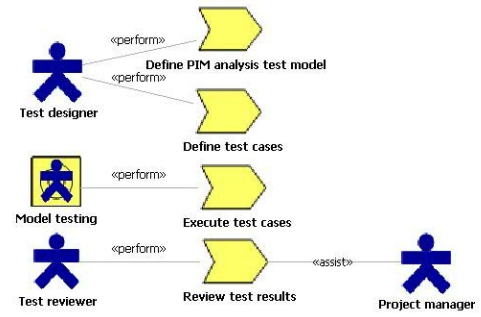 «perform»
Define PIM analysis test model
«perform»
Test designer
Define test cases
«perform»
Model testing
Execute test cases
«perform»
«assist»
Test reviewer
Review test results
Project manager